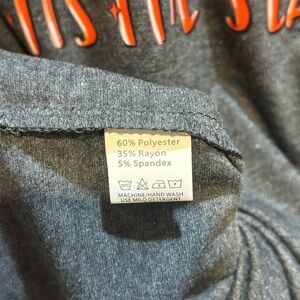 60% Polyester
35% Rayon
5% Spandex
MACHINE/HAND WASH
USE MILD DETERGENT